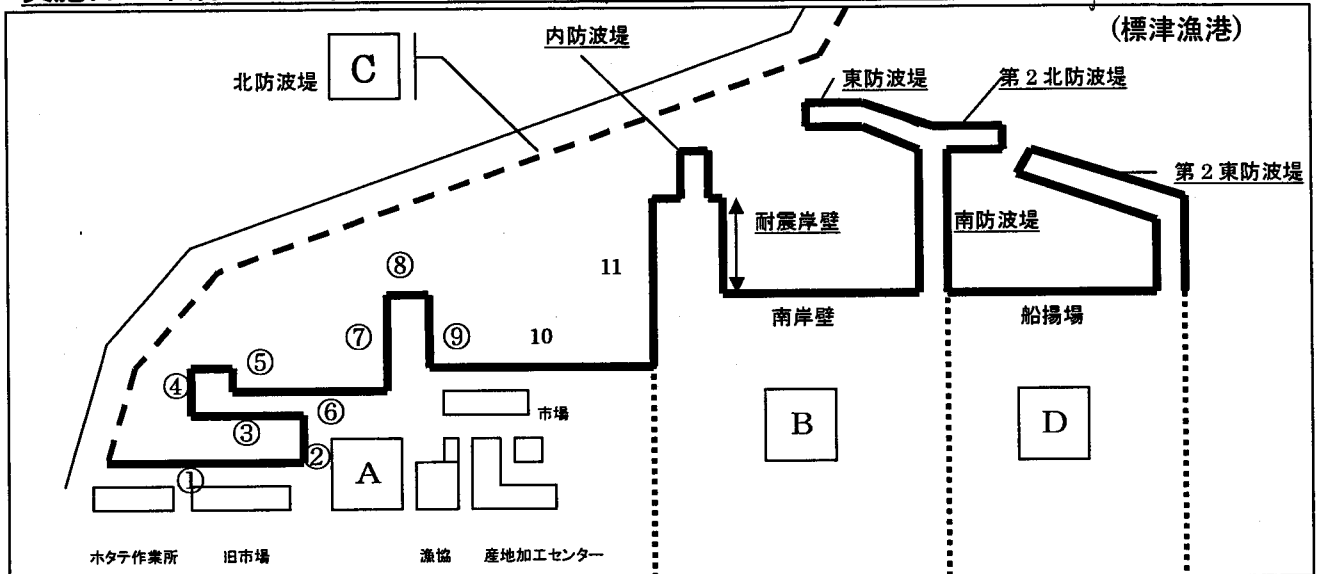 (標津漁港)
北防波堤
C
内防波堤
東防波堤
第2北防波堤
第2東防波堤
耐震岸壁
南防波堤
⑧
11
南岸壁
船揚場
⑦
⑨
10
⑤
④
⑥
③
②
①
市場
A
B
D
ホタテ作業所
旧市場
漁協
産地加工センター